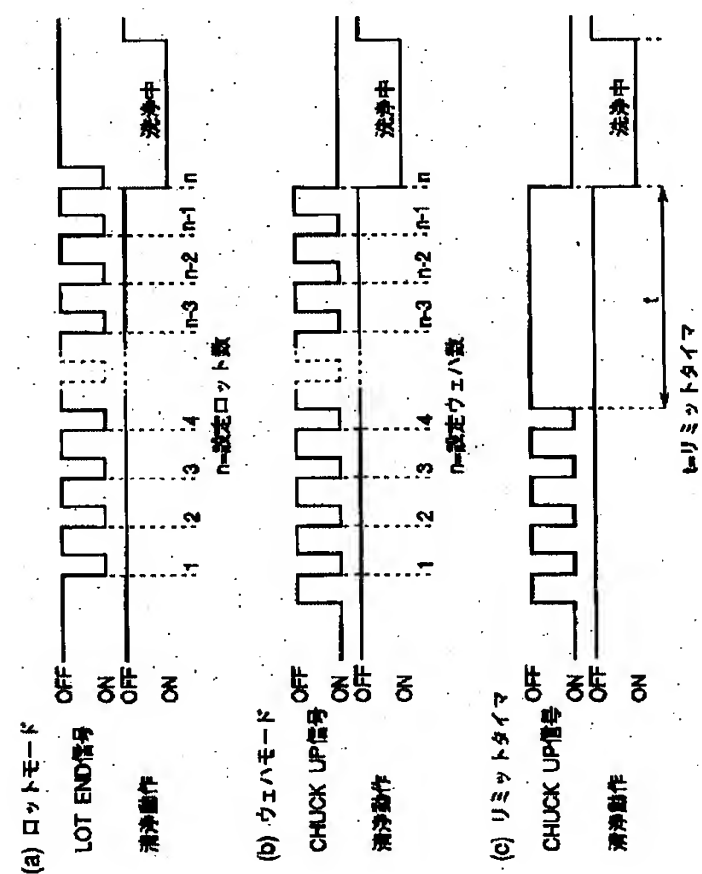 (a) ロットモード
LOT END信号
OFF
ON
清浄動作
OFF
ON
洗浄中
1
2
3
4
n-3
n-2
n-1
n
n=設定ロット数
(b) ウェハモード
CHUCK UP信号
OFF
ON
清浄動作
OFF
ON
洗浄中
1
2
3
4
n-3
n-2
n-1
n
n=設定ウェハ数
(c) リミットタイマ
CHUCK UP信号
OFF
ON
清浄動作
OFF
ON
洗浄中
t
t=リミットタイマ